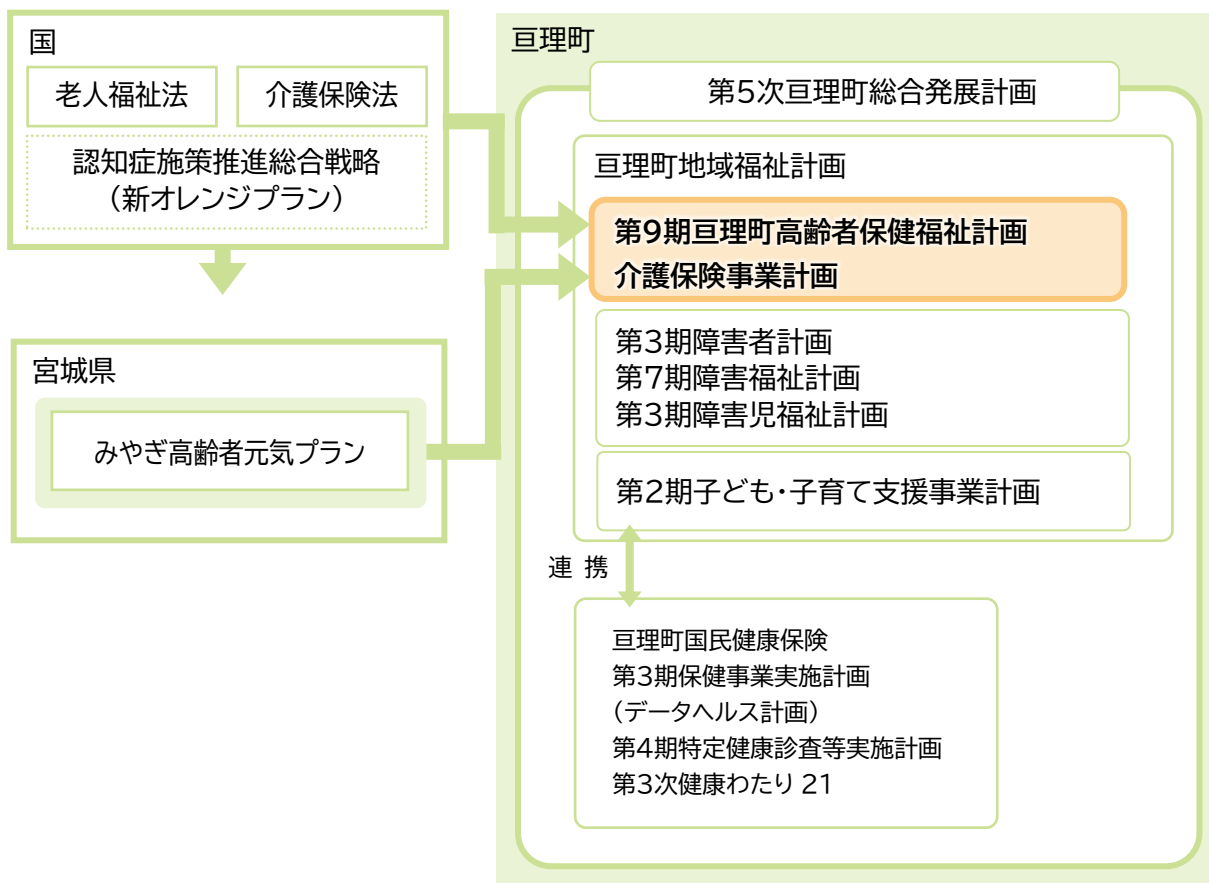 国
老人福祉法
介護保険法
認知症施策推進総合戦略
（新オレンジプラン）
宮城県
みやぎ高齢者元気プラン
亘理町
第5次亘理町総合発展計画
亘理町地域福祉計画
第9期亘理町高齢者保健福祉計画
介護保険事業計画
第3期障害者計画
第7期障害福祉計画
第3期障害児福祉計画
第2期子ども・子育て支援事業計画
連 携
亘理町国民健康保険
第3期保健事業実施計画
（データヘルス計画）
第4期特定健康診査等実施計画
第3次健康わたり 21